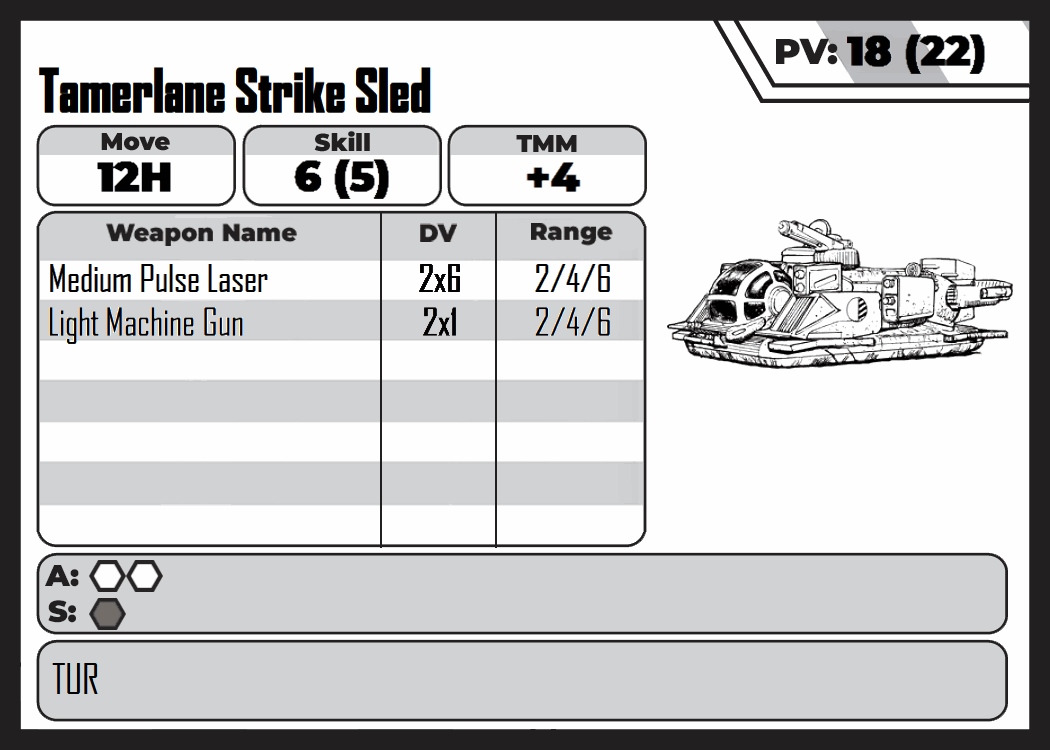 PV: 18 (22)
Tamerlane Strike Sled
Move Skill TMM
12H 6 (5) +4
Weapon Name DV Range
Medium Pulse Laser 2x6 2/4/6
Light Machine Gun 2x1 2/4/6
A:
S:
TUR